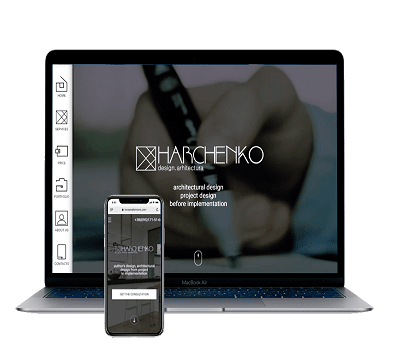 HOME
SERVICES
PRICE
PORTFOLIO
ABOUT US
CONTACTS
HARCHENKO
design.arhitectura
architectural design
project design
before implementation
HARCHENKO
author's design, architectural
design from project
to implementation
GET THE CONSULTATION
MacBook Air